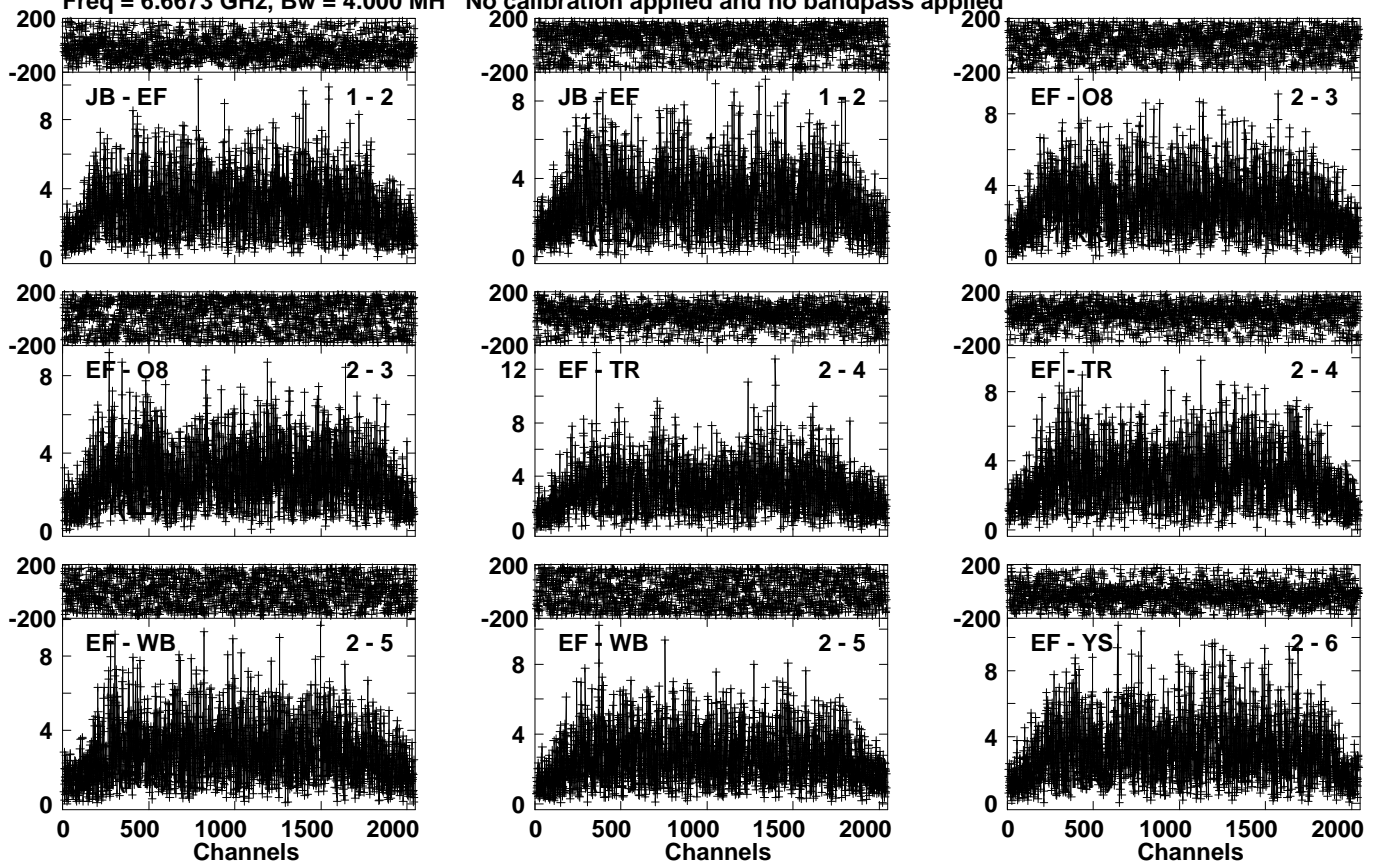 Freq = 6.6673 GHz, Bw = 4.000 MH No calibration applied and no bandpass applied
200 200 200
-200 -200 -200
JB - EF 1 - 2 JB - EF 1 - 2 EF - O8 2 - 3
8 8 8
4 4 4
0 0 0
200 200 200
-200 -200 -200
EF - O8 2 - 3 EF - TR 2 - 4 EF - TR 2 - 4
8 12 8
4 8 4
0 4 0
0
200 200 200
-200 -200 -200
EF - WB 2 - 5 EF - WB 2 - 5 EF - YS 2 - 6
8 8 8
4 4 4
0 0 0
0 500 1000 1500 2000 0 500 1000 1500 2000 0 500 1000 1500 2000
Channels Channels Channels